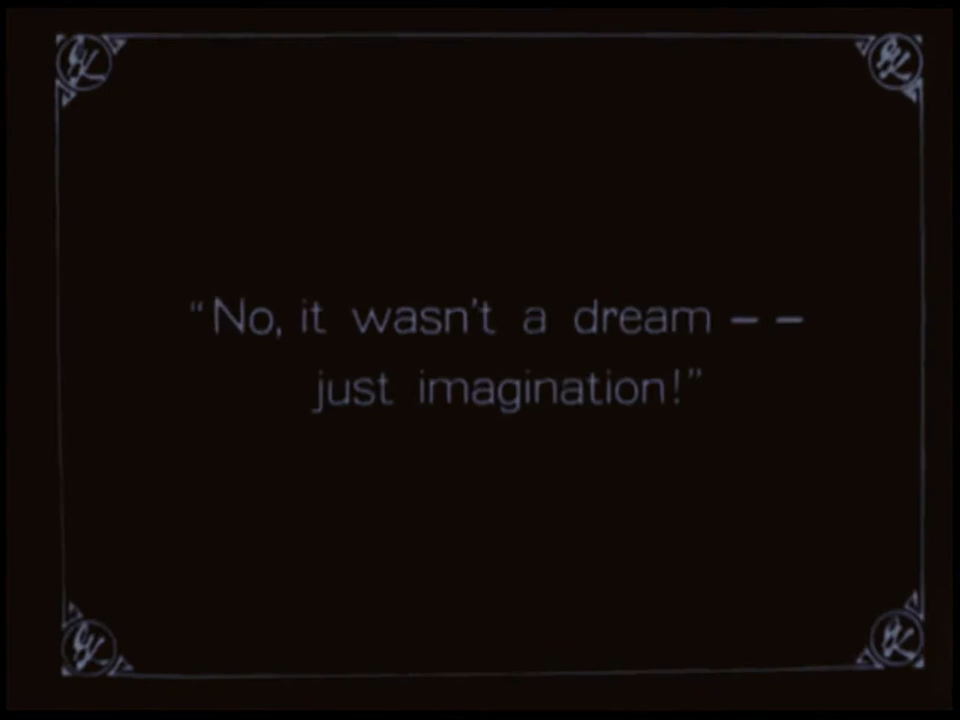 “No, it wasn't a dream – –
just imagination!”